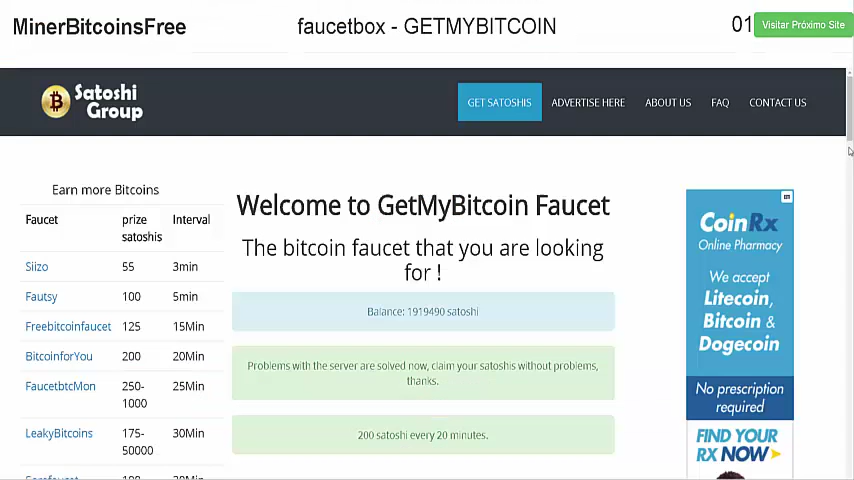 MinerBitcoinsFree
faucetbox - GETMYBITCOIN
01
Visitar Próximo Site
Satoshi
Group
GET SATOSHIS
ADVERTISE HERE
ABOUT US
FAQ
CONTACT US
Earn more Bitcoins
Faucet prize satoshis Interval
Siizo 55 3min
Fautsy 100 5min
Freebitcoinfaucet 125 15Min
BitcoinforYou 200 20Min
FaucetbtcMon 250-1000 25Min
LeakyBitcoins 175-50000 30Min
Welcome to GetMyBitcoin Faucet
The bitcoin faucet that you are looking
for !
Balance: 1919490 satoshi
Problems with the server are solved now, claim your satoshis without problems,
thanks.
200 satoshi every 20 minutes.
CoinRx
Online Pharmacy
We accept
Litecoin,
Bitcoin &
Dogecoin
No prescription
required
FIND YOUR
RX NOW